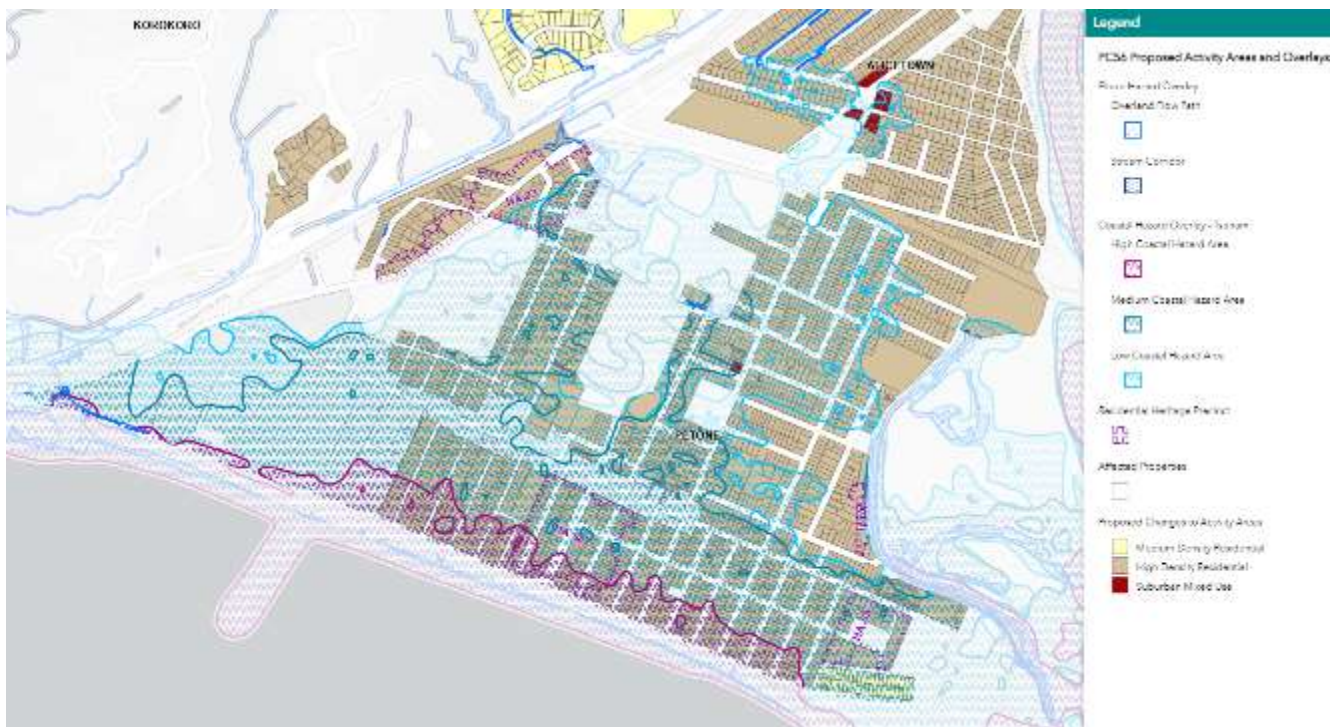 KOROKORO
ALICETOWN
PETONE
Legend
PC56 Proposed Activity Areas and Overlays
Flood Hazard Overlay
Overland Flow Path
Stream Corridor
Coastal Hazard Overlay - Tsunami
High Coastal Hazard Area
Medium Coastal Hazard Area
Low Coastal Hazard Area
Residential Heritage Precinct
Affected Properties
Proposed Changes to Activity Areas
Medium Density Residential
High Density Residential
Suburban Mixed Use